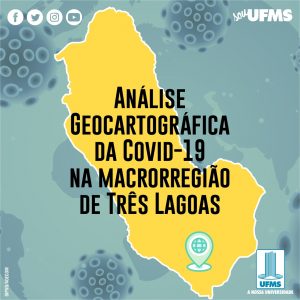 sou UFMS
ANÁLISE
GEOCARTOGRÁFICA
DA COVID-19
NA MACRORREGIÃO
DE TRÊS LAGOAS
UFMS
A NOSSA UNIVERSIDADE